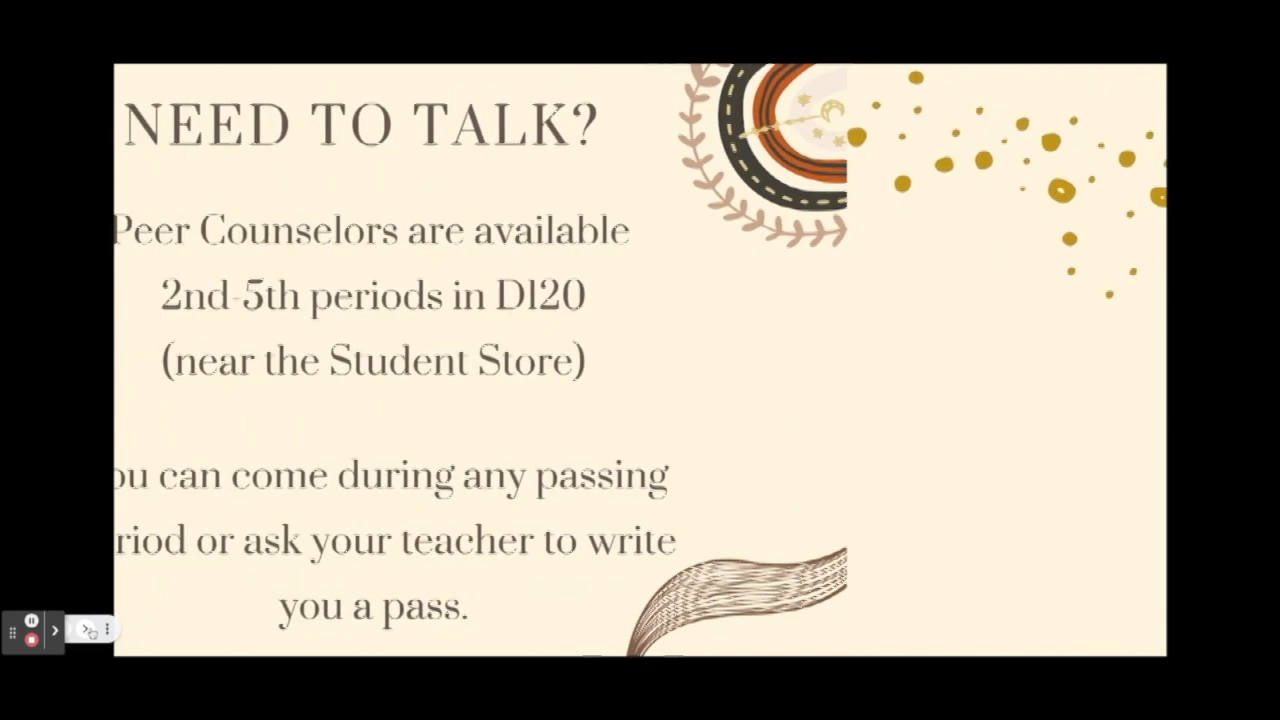 NEED TO TALK?
Peer Counselors are available
2nd-5th periods in D120
(near the Student Store)
ou can come during any passing
riod or ask your teacher to write
you a pass.